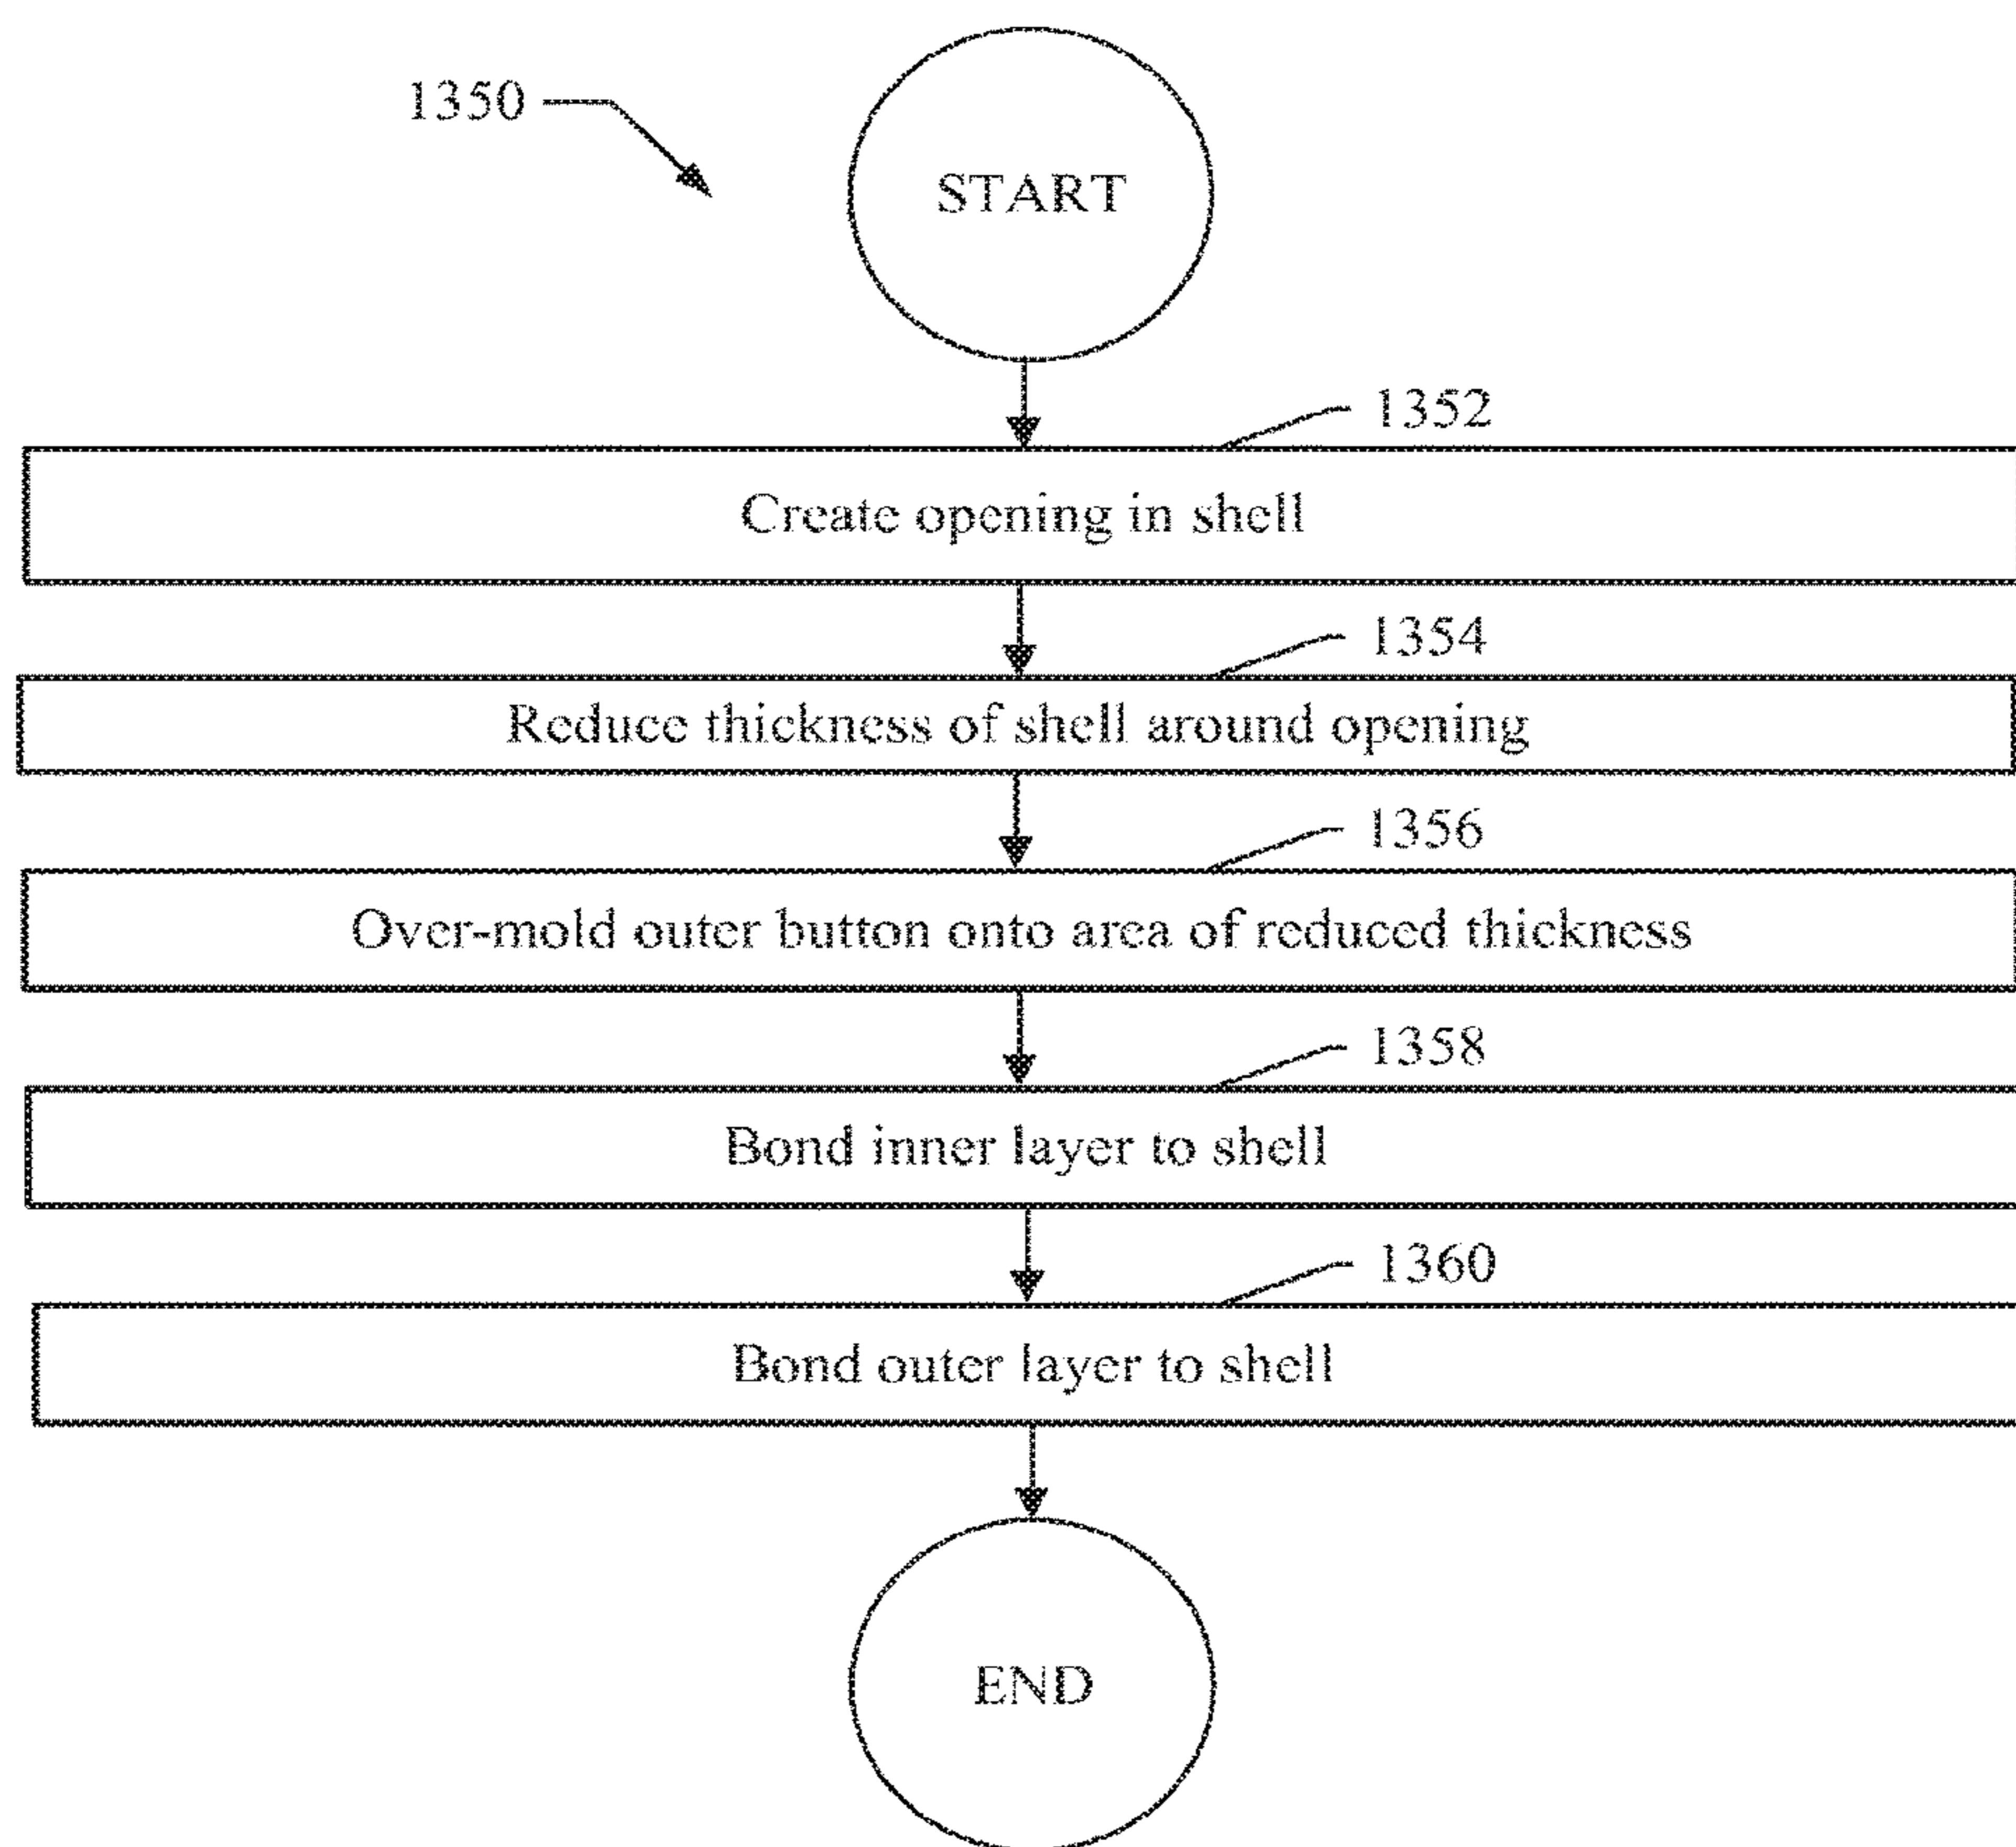 1350
START
1352
Create opening in shell
1354
Reduce thickness of shell around opening
1356
Over-mold outer button onto area of reduced thickness
1358
Bond inner layer to shell
1360
Bond outer layer to shell
END